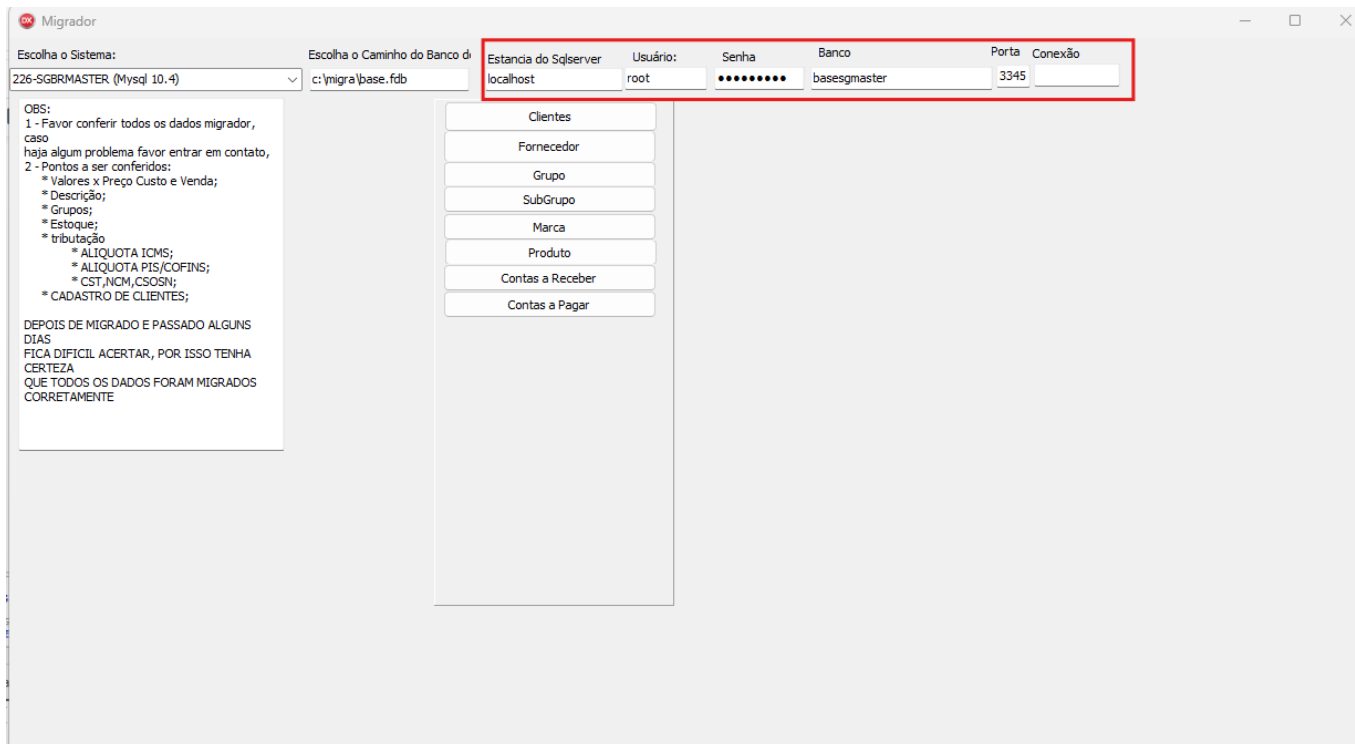 Migrador
Escolha o Sistema:
Escolha o Caminho do Banco d
Estancia do Sqlserver
Usuário:
Senha
Banco
Porta
Conexão
226-SGBRMASTER (Mysql 10.4)
c:\migra\base.fdb
localhost
root
●●●●●●●●●
basesgmaster
3345
OBS:
1 - Favor conferir todos os dados migrador,
caso
haja algum problema favor entrar em contato,
2 - Pontos a ser conferidos:
* Valores x Preço Custo e Venda;
* Descrição;
* Grupos;
* Estoque;
* tributação
* ALIQUOTA ICMS;
* ALIQUOTA PIS/COFINS;
* CST,NCM,CSOSN;
* CADASTRO DE CLIENTES;
DEPOIS DE MIGRADO E PASSADO ALGUNS
DIAS
FICA DIFICIL ACERTAR, POR ISSO TENHA
CERTEZA
QUE TODOS OS DADOS FORAM MIGRADOS
CORRETAMENTE
Clientes
Fornecedor
Grupo
SubGrupo
Marca
Produto
Contas a Receber
Contas a Pagar